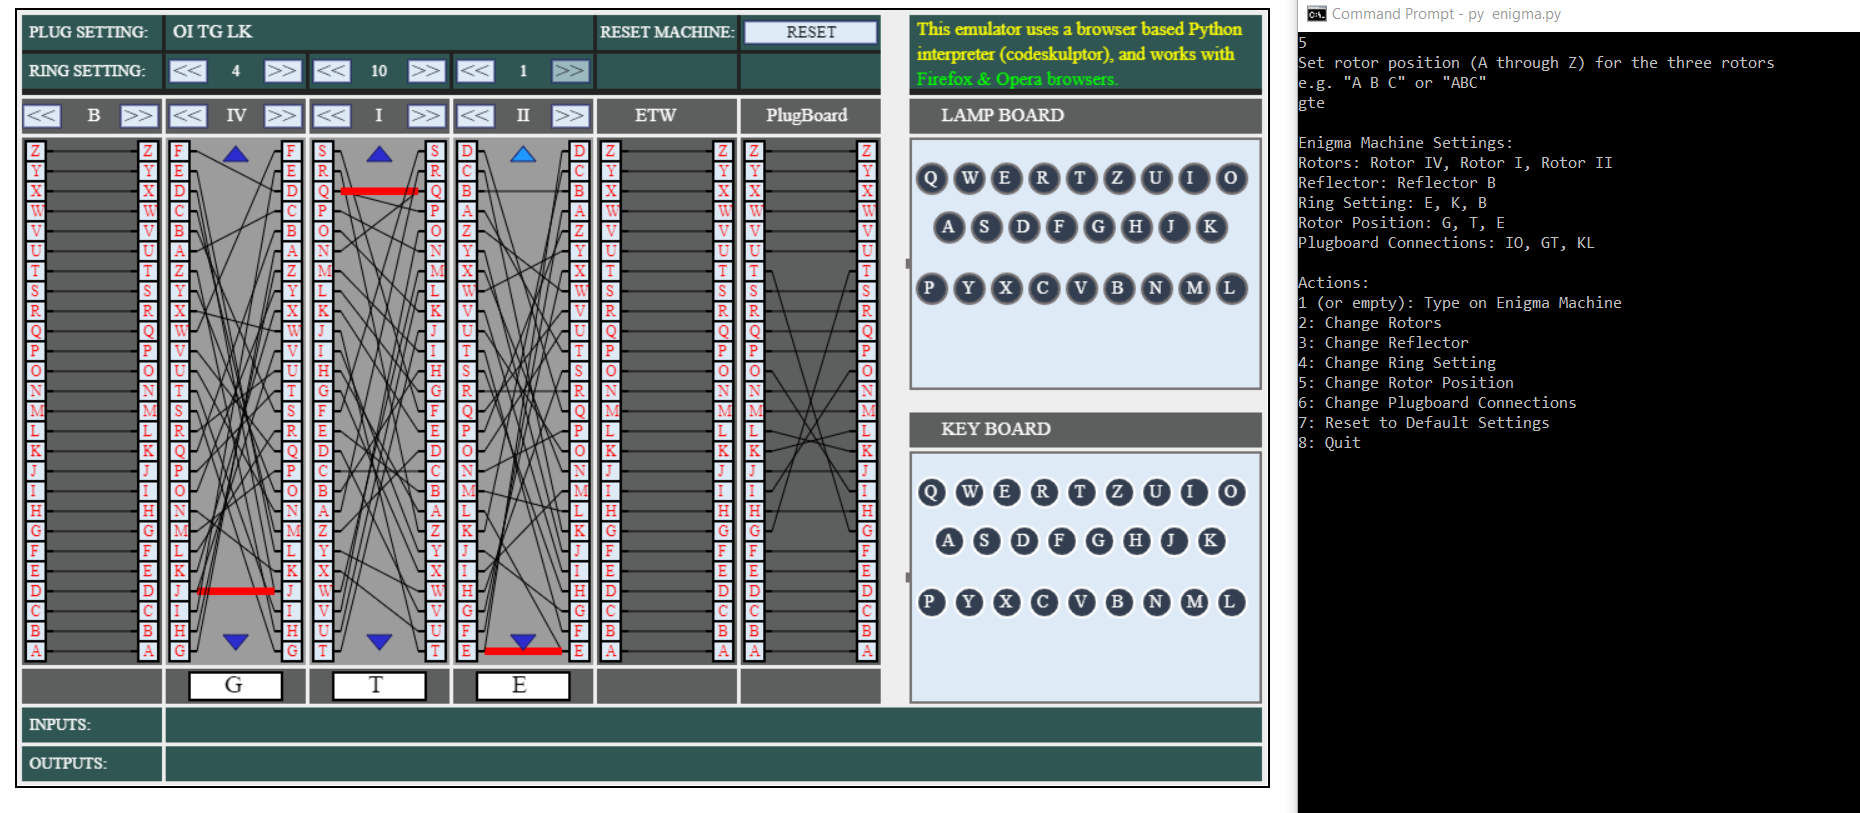 PLUG SETTING: OI TG LK RESET MACHINE: RESET
RING SETTING: << 4 >> << 10 >> << 1 >>
<< B >> << IV >> << I >> << II >> ETW PlugBoard
Z Z F F S S D D Z Z Z Z
Y Y E E R R C C Y Y Y Y
X X D D Q Q B B X X X X
W W C C P P A A W W W W
V V B B O O Z Z V V V V
U U A A N N Y Y U U U U
T T Z Z M M X X T T T T
S S Y Y L L W W S S S S
R R X X K K V V R R R R
Q Q W W J J U U Q Q Q Q
P P V V I I T T P P P P
O O U U H H S S O O O O
N N T T G G R R N N N N
M M S S F F Q Q M M M M
L L R R E E P P L L L L
K K Q Q D D O O K K K K
J J P P C C N N J J J J
I I O O B B M M I I I I
H H N N A A L L H H H H
G G M M Z Z K K G G G G
F F L L Y Y J J F F F F
E E K K X X I I E E E E
D D J J W W H H D D D D
C C I I V V G G C C C C
B B H H U U F F B B B B
A A G G T T E E A A A A
G T E
INPUTS:
OUTPUTS:
This emulator uses a browser based Python
interpreter (codeskulptor), and works with
Firefox & Opera browsers.
LAMP BOARD
Q W E R T Z U I O
A S D F G H J K
P Y X C V B N M L
KEY BOARD
Q W E R T Z U I O
A S D F G H J K
P Y X C V B N M L
C:\. Command Prompt - py  enigma.py
5
Set rotor position (A through Z) for the three rotors
e.g. "A B C" or "ABC"
gte
Enigma Machine Settings:
Rotors: Rotor IV, Rotor I, Rotor II
Reflector: Reflector B
Ring Setting: E, K, B
Rotor Position: G, T, E
Plugboard Connections: IO, GT, KL
Actions:
1 (or empty): Type on Enigma Machine
2: Change Rotors
3: Change Reflector
4: Change Ring Setting
5: Change Rotor Position
6: Change Plugboard Connections
7: Reset to Default Settings
8: Quit